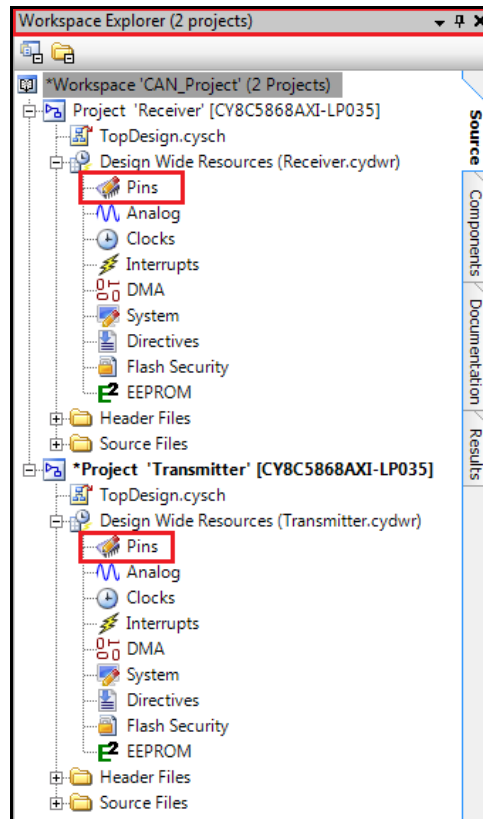 Workspace Explorer (2 projects)
*Workspace 'CAN_Project' (2 Projects)
Project 'Receiver' [CY8C5868AXI-LP035]
TopDesign.cysch
Design Wide Resources (Receiver.cydwr)
Pins
Analog
Clocks
Interrupts
DMA
System
Directives
Flash Security
EEPROM
Header Files
Source Files
*Project 'Transmitter' [CY8C5868AXI-LP035]
TopDesign.cysch
Design Wide Resources (Transmitter.cydwr)
Pins
Analog
Clocks
Interrupts
DMA
System
Directives
Flash Security
EEPROM
Header Files
Source Files
Source
Components
Documentation
Results